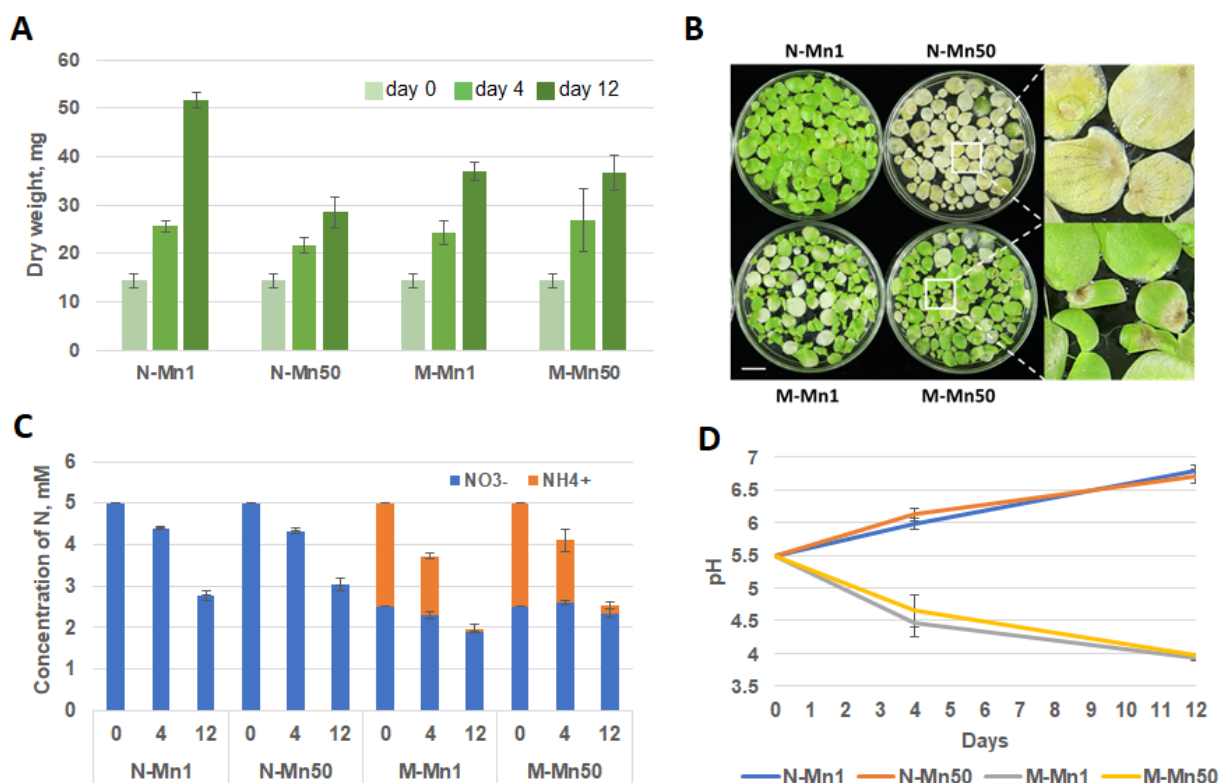 A
60
50
40
30
20
10
0
Dry weight, mg
day 0 day 4 day 12
N-Mn1 N-Mn50 M-Mn1 M-Mn50
B
N-Mn1 N-Mn50
M-Mn1 M-Mn50
C
6
5
4
3
2
1
0
Concentration of N, mM
NO3- NH4+
0 4 12 0 4 12 0 4 12 0 4 12
N-Mn1 N-Mn50 M-Mn1 M-Mn50
D
7
6.5
6
5.5
5
4.5
4
3.5
pH
0 1 2 3 4 5 6 7 8 9 10 11 12
Days
N-Mn1 N-Mn50 M-Mn1 M-Mn50